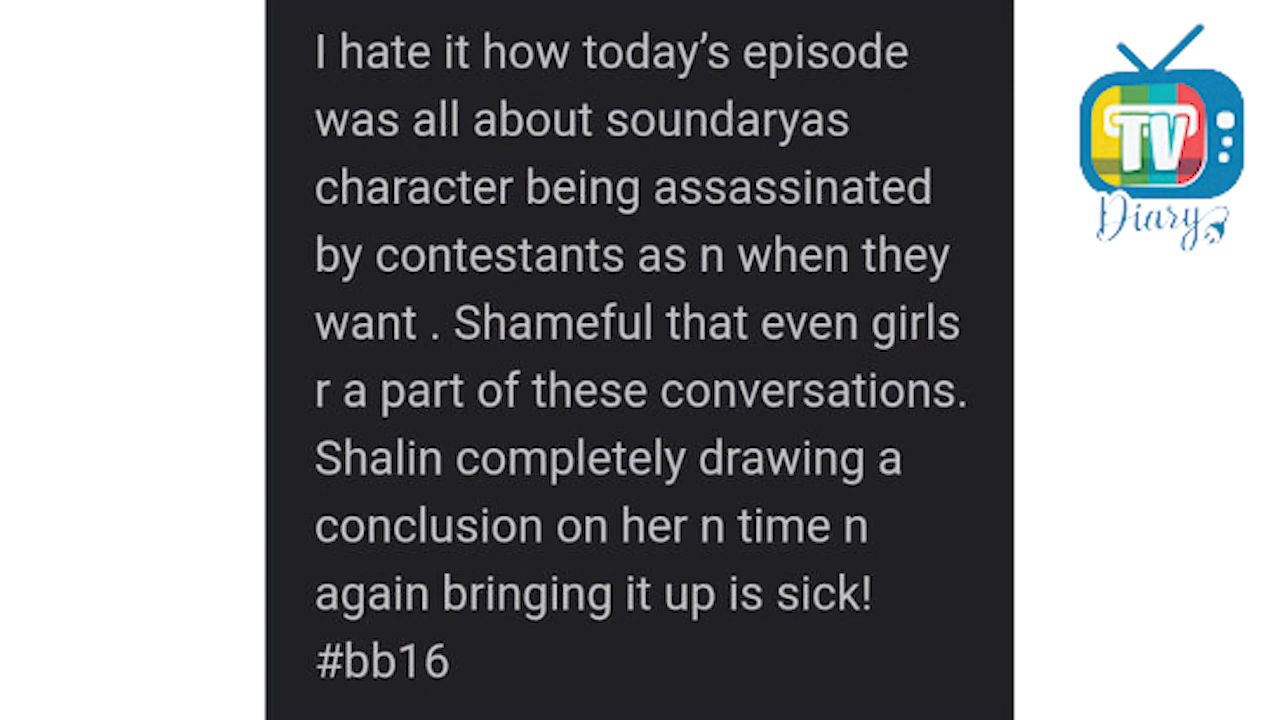 I hate it how today’s episode
was all about soundaryas
character being assassinated
by contestants as n when they
want . Shameful that even girls
r a part of these conversations.
Shalin completely drawing a
conclusion on her n time n
again bringing it up is sick!
#bb16
TV
Diary